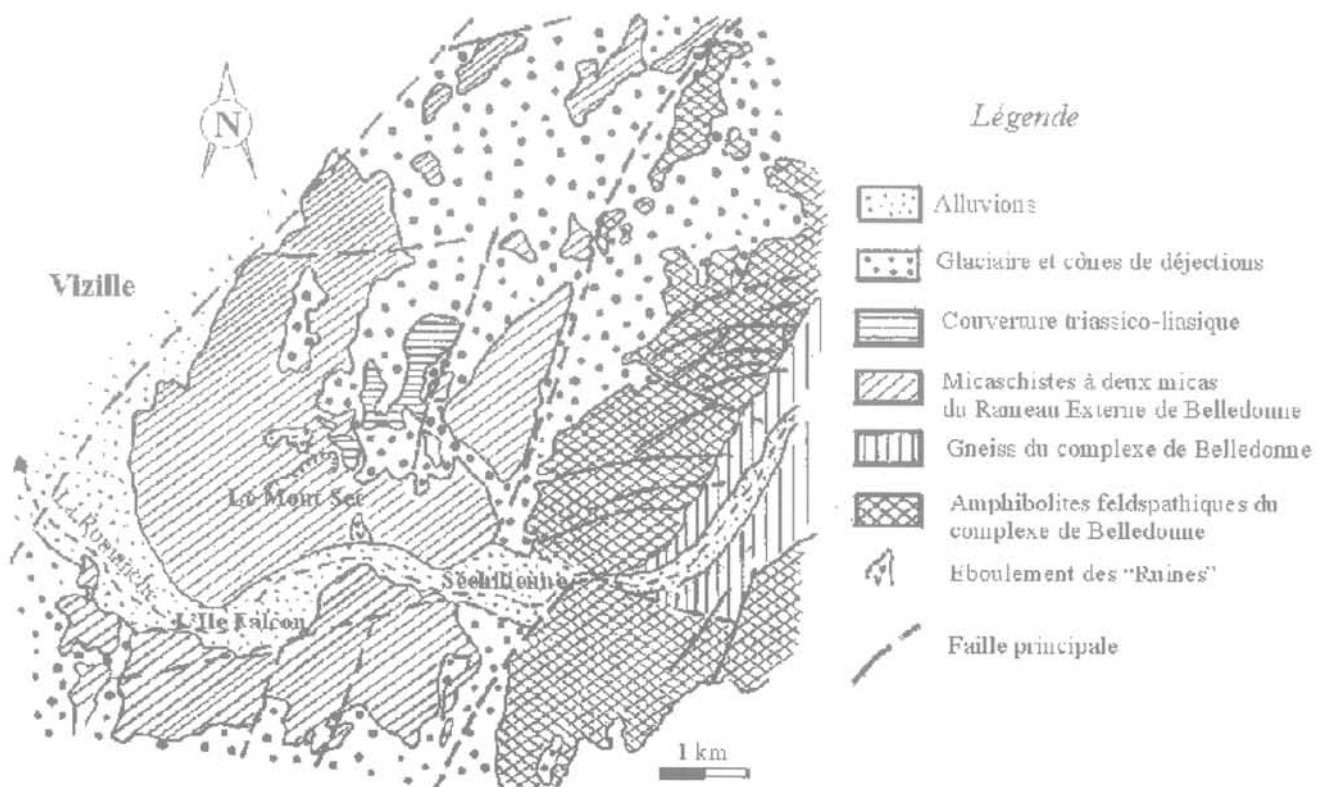 N
Vizille
Le Mont Sec
La Romanche
Séchilienne
L'Ile Falcon
1 km
Légende
Alluvions
Glaciaire et cônes de déjections
Couverture triassico-liasique
Micaschistes à deux micas
du Rameau Externe de Belledonne
Gneiss du complexe de Belledonne
Amphibolites feldspathiques du
complexe de Belledonne
Eboulement des "Ruines"
Faille principale